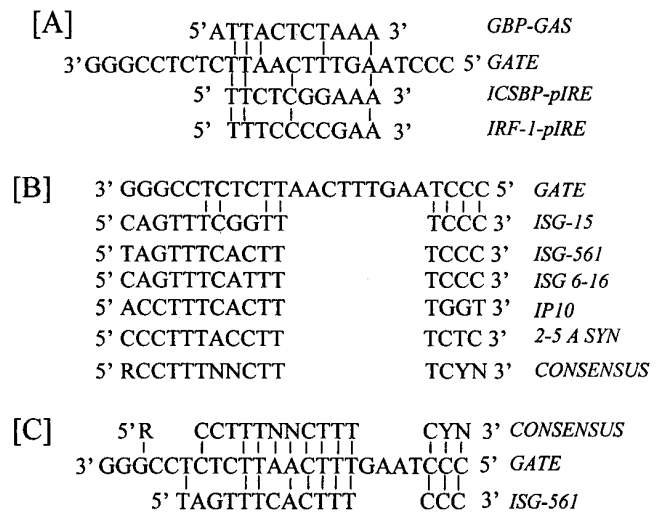 [A] 5' ATTACTCTAAA 3' GBP-GAS
3' GGGCCTCTCTTAACTTTGAATCCC 5' GATE
5' TTCTCGGAAA 3' ICSBP-pIRE
5' TTTCCCCGAA 3' IRF-1-pIRE
[B] 3' GGGCCTCTCTTAACTTTGAATCCC 5' GATE
5' CAGTTTCGGTT TCCC 3' ISG-15
5' TAGTTTCACTT TCCC 3' ISG-561
5' CAGTTTCATTT TCCC 3' ISG 6-16
5' ACCTTTCACTT TGGT 3' IP10
5' CCCTTTACCTT TCTC 3' 2-5 A SYN
5' RCCTTTNNCTT TCYN 3' CONSENSUS
[C] 5' R CCTTTNNCTTT CYN 3' CONSENSUS
3' GGGCCTCTCTTAACTTTGAATCCC 5' GATE
5' TAGTTTCACTTT CCC 3' ISG-561